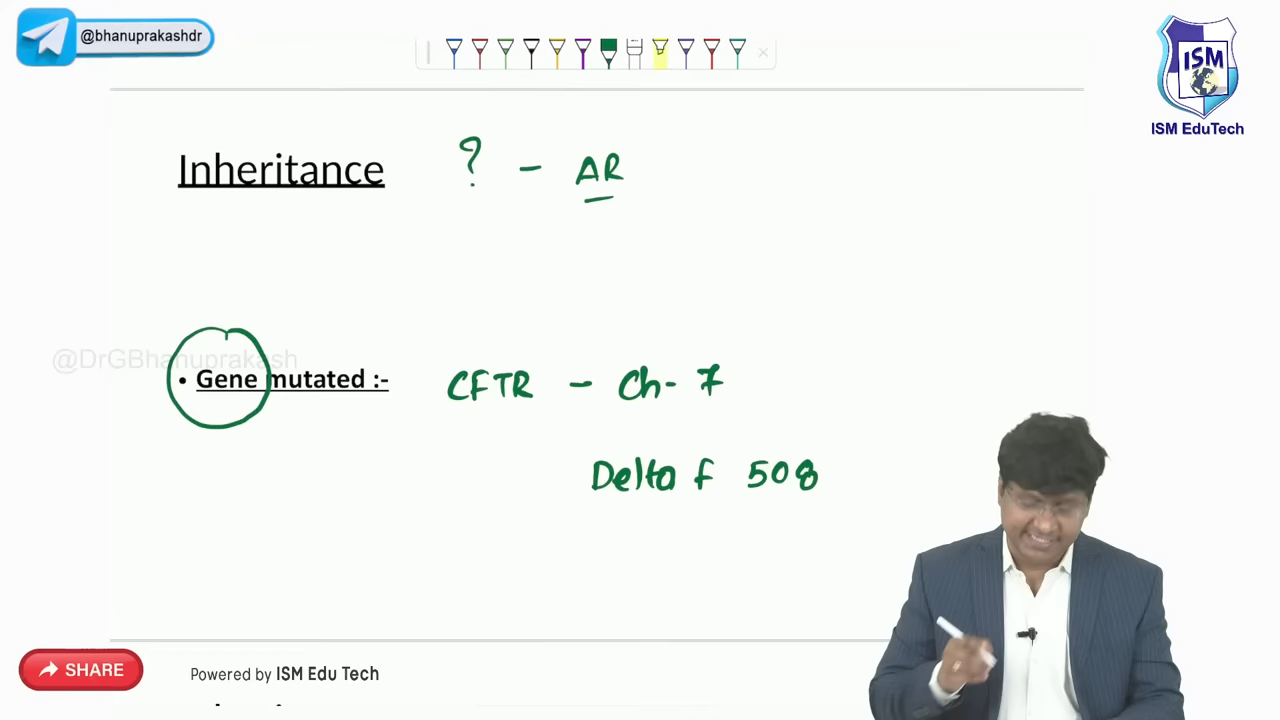 @bhanuprakashdr
ISM
ISM EduTech
Inheritance ? - AR
@DrGBhanuprakash
• Gene mutated :- CFTR - Ch- 7
Delta f 508
SHARE
Powered by ISM Edu Tech